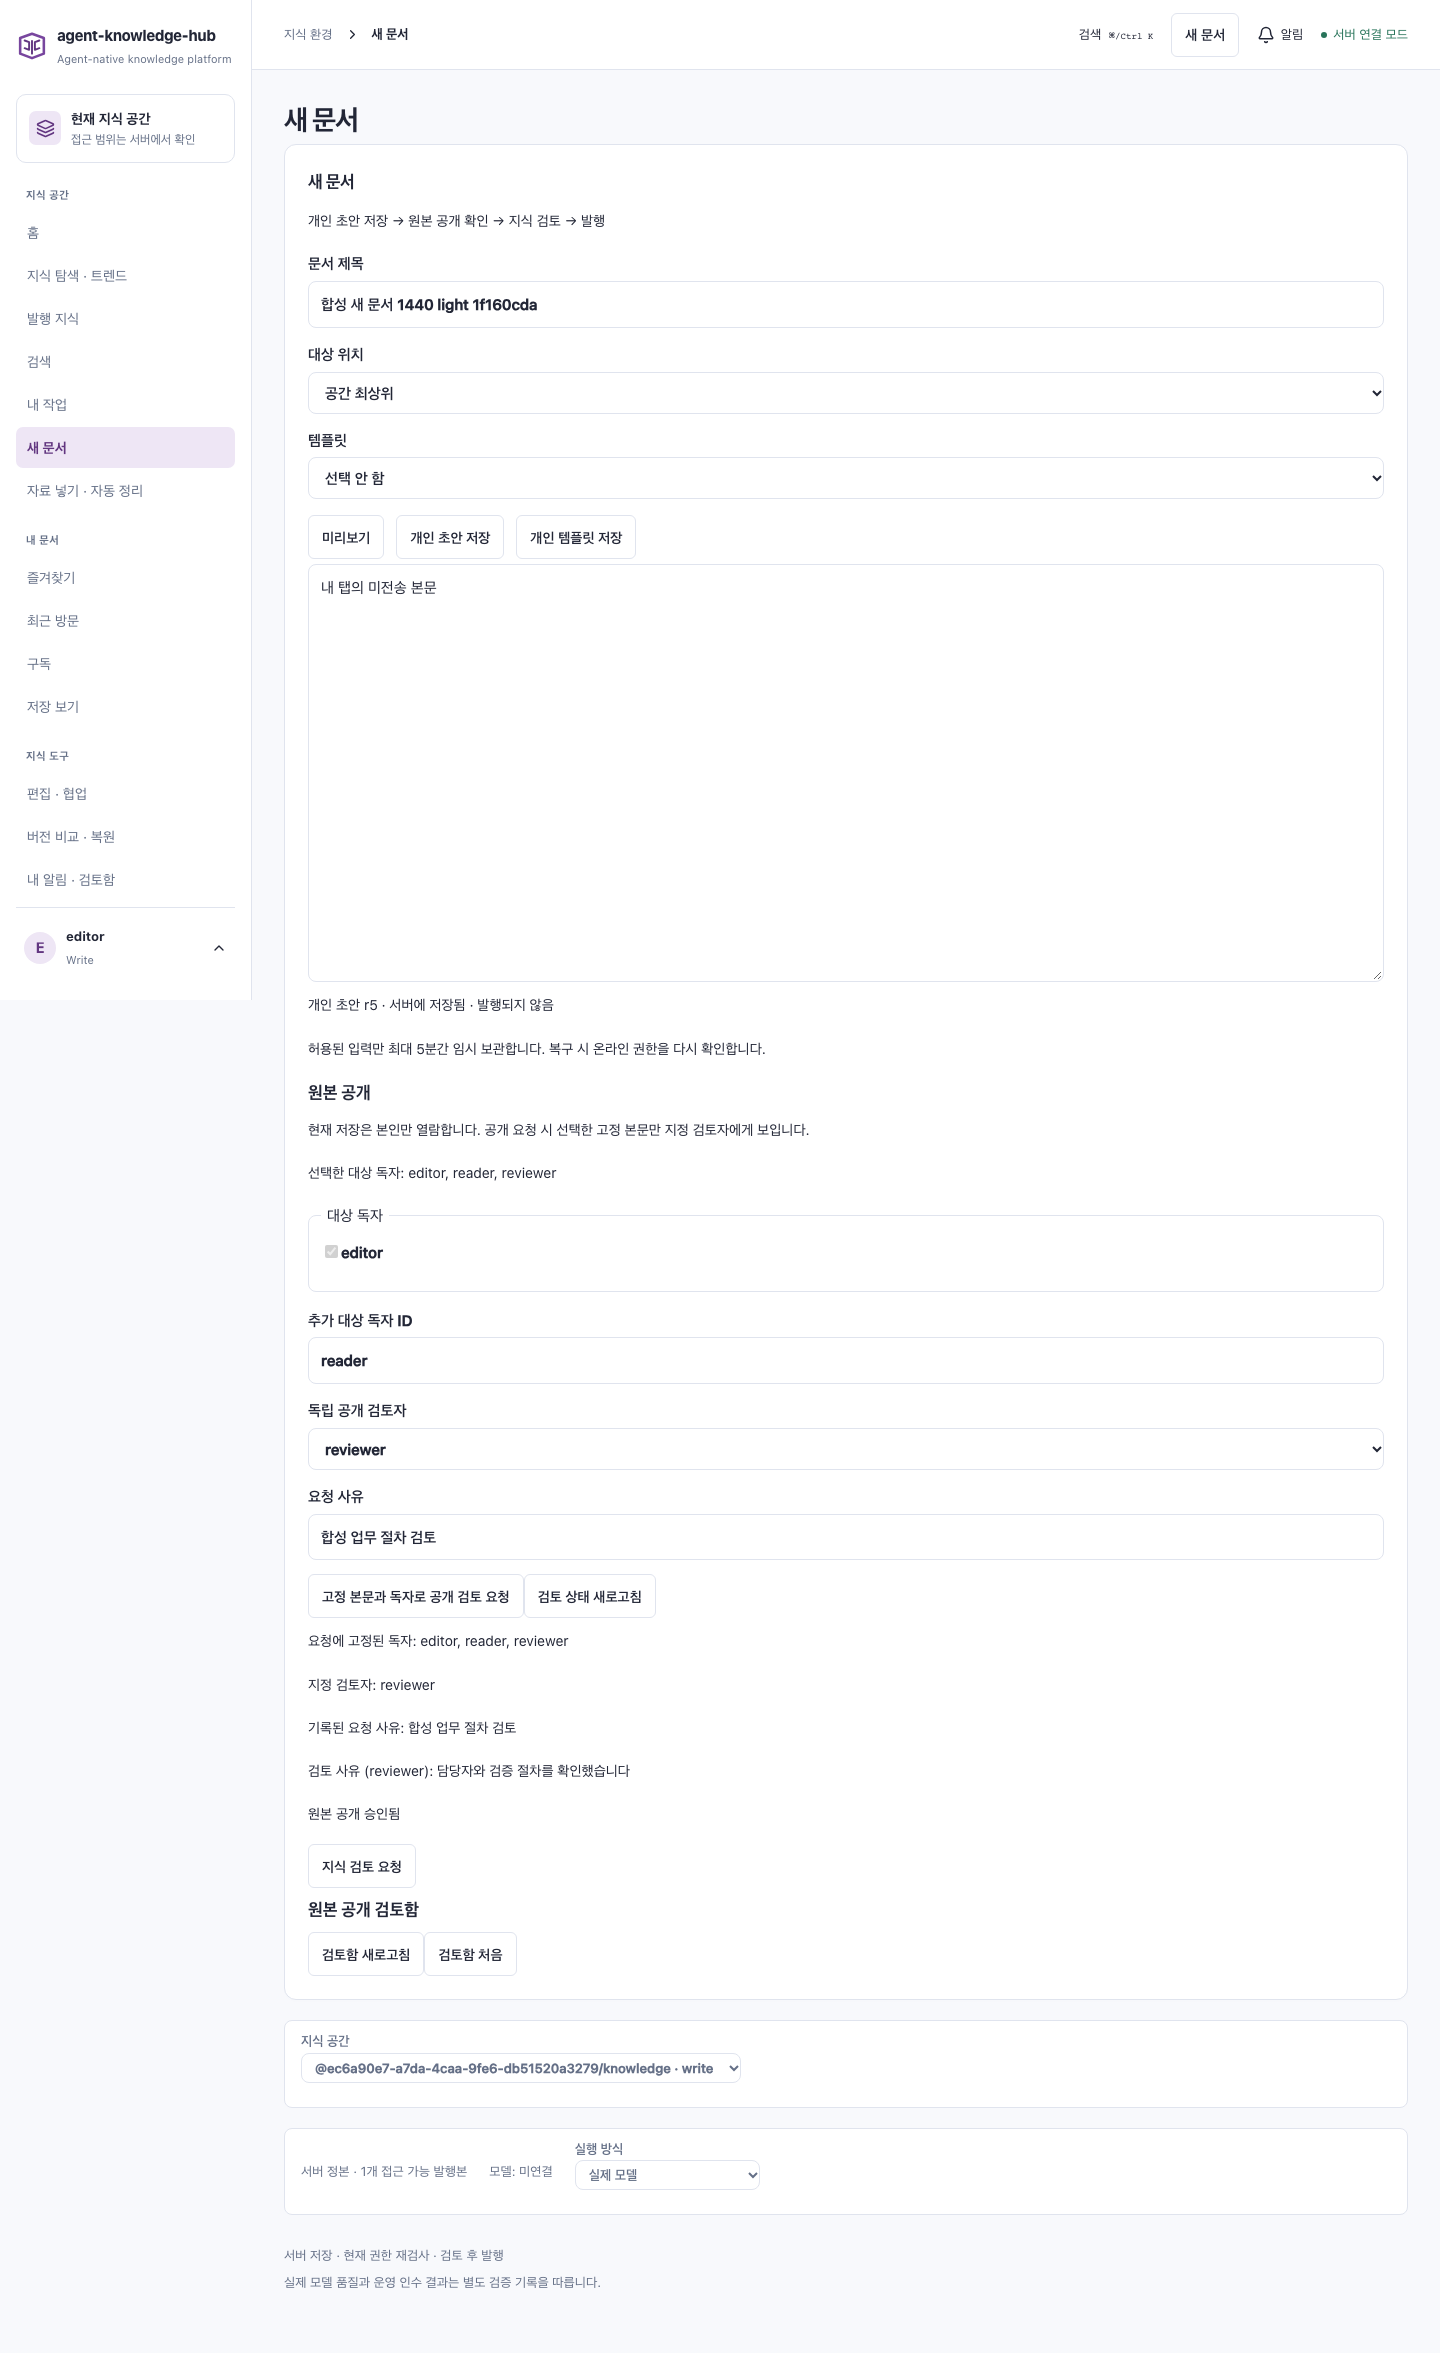 agent-knowledge-hub
Agent-native knowledge platform
현재 지식 공간
접근 범위는 서버에서 확인
지식 공간
홈
지식 탐색 · 트렌드
발행 지식
검색
내 작업
새 문서
자료 넣기 · 자동 정리
내 문서
즐겨찾기
최근 방문
구독
저장 보기
지식 도구
편집 · 협업
버전 비교 · 복원
내 알림 · 검토함
E
editor
Write
지식 환경 > 새 문서
검색 ⌘/Ctrl K
새 문서
알림
서버 연결 모드
새 문서
새 문서
개인 초안 저장 → 원본 공개 확인 → 지식 검토 → 발행
문서 제목
합성 새 문서 1440 light 1f160cda
대상 위치
공간 최상위
템플릿
선택 안 함
미리보기 개인 초안 저장 개인 템플릿 저장
내 탭의 미전송 본문
개인 초안 r5 · 서버에 저장됨 · 발행되지 않음
허용된 입력만 최대 5분간 임시 보관합니다. 복구 시 온라인 권한을 다시 확인합니다.
원본 공개
현재 저장은 본인만 열람합니다. 공개 요청 시 선택한 고정 본문만 지정 검토자에게 보입니다.
선택한 대상 독자: editor, reader, reviewer
대상 독자
editor
추가 대상 독자 ID
reader
독립 공개 검토자
reviewer
요청 사유
합성 업무 절차 검토
고정 본문과 독자로 공개 검토 요청 검토 상태 새로고침
요청에 고정된 독자: editor, reader, reviewer
지정 검토자: reviewer
기록된 요청 사유: 합성 업무 절차 검토
검토 사유 (reviewer): 담당자와 검증 절차를 확인했습니다
원본 공개 승인됨
지식 검토 요청
원본 공개 검토함
검토함 새로고침 검토함 처음
지식 공간
@ec6a90e7-a7da-4caa-9fe6-db51520a3279/knowledge · write
서버 정본 · 1개 접근 가능 발행본 모델: 미연결
실행 방식
실제 모델
서버 저장 · 현재 권한 재검사 · 검토 후 발행
실제 모델 품질과 운영 인수 결과는 별도 검증 기록을 따릅니다.